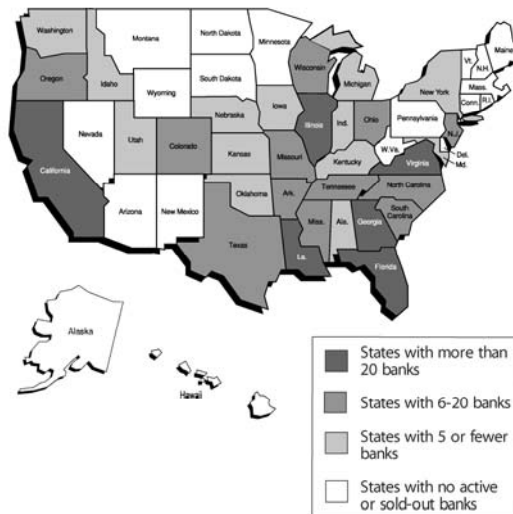 Washington
Montana
North Dakota
Minnesota
Maine
Oregon
Idaho
South Dakota
Wisconsin
Michigan
Vt.
N.H.
New York
Mass.
Conn.
R.I.
Wyoming
Nebraska
Iowa
Illinois
Ind.
Ohio
Pennsylvania
N.J.
Nevada
Utah
Colorado
Kansas
Missouri
Kentucky
W.Va.
Virginia
Del.
Md.
California
Oklahoma
Ark.
Tennessee
North Carolina
Arizona
New Mexico
Texas
La.
Miss.
Ala.
Georgia
South
Carolina
Florida
Alaska
Hawaii
States with more than
20 banks
States with 6-20 banks
States with 5 or fewer
banks
States with no active
or sold-out banks